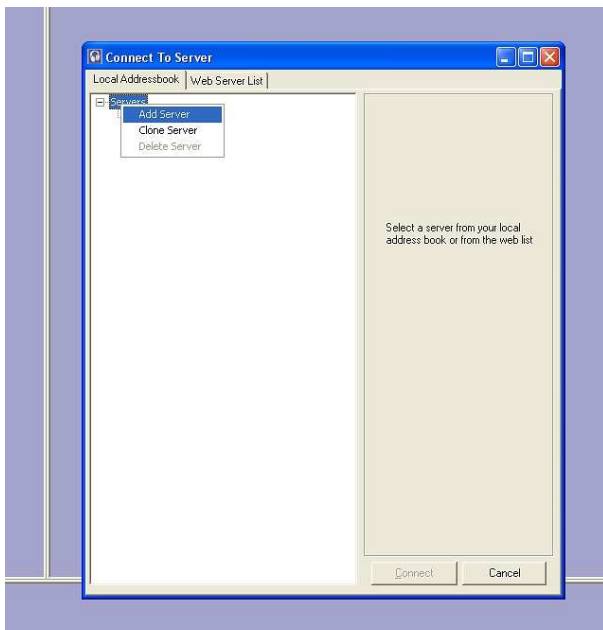 Connect To Server
Local Addressbook
Web Server List
Servers
Add Server
Clone Server
Delete Server
Select a server from your local
address book or from the web list
Connect
Cancel